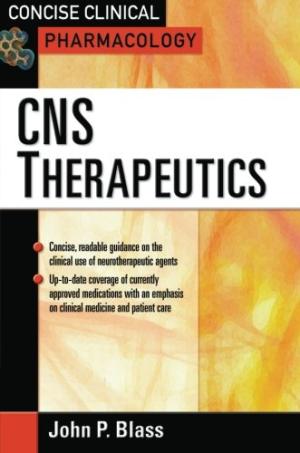 CONCISE CLINICAL
PHARMACOLOGY
CNS
THERAPEUTICS
Concise, readable guidance on the
clinical use of neurotherapeutic agents
Up-to-date coverage of currently
approved medications with an emphasis
on clinical medicine and patient care
John P. Blass